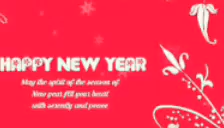 HAPPY NEW YEAR
May the spirit of the season of
New year fill your heart
with serenity and peace